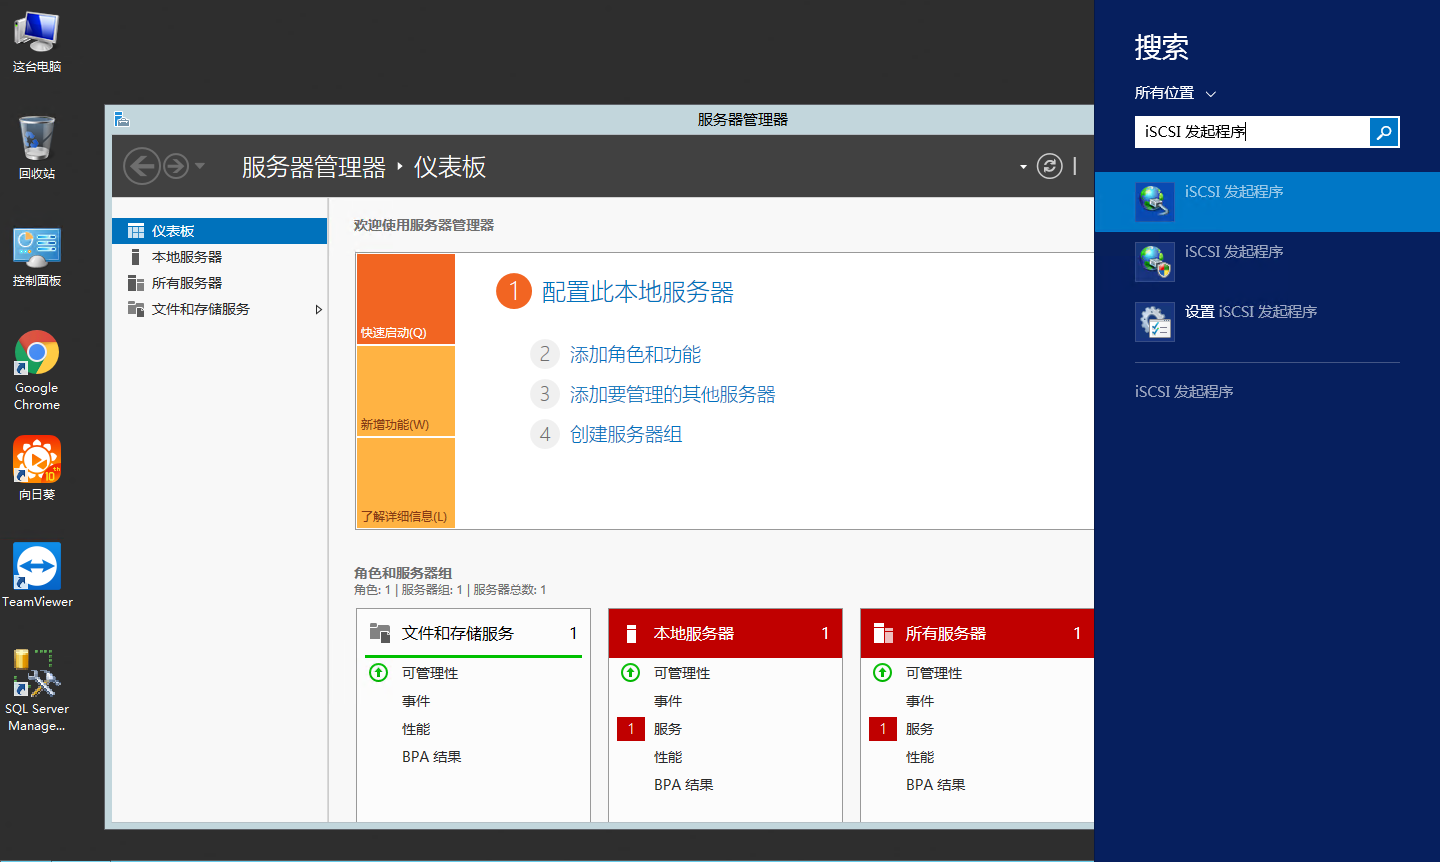 这台电脑
回收站
控制面板
Google
Chrome
10th
向日葵
TeamViewer
SQL Server
Manage...
服务器管理器
服务器管理器 ‣ 仪表板
仪表板
本地服务器
所有服务器
文件和存储服务
欢迎使用服务器管理器
快速启动(Q)
新增功能(W)
了解详细信息(L)
1 配置此本地服务器
2 添加角色和功能
3 添加要管理的其他服务器
4 创建服务器组
角色和服务器组
角色: 1 | 服务器组: 1 | 服务器总数: 1
文件和存储服务 1
可管理性
事件
性能
BPA 结果
本地服务器 1
可管理性
事件
1 服务
性能
BPA 结果
所有服务器 1
可管理性
事件
1 服务
性能
BPA 结果
搜索
所有位置
iSCSI 发起程序
iSCSI 发起程序
iSCSI 发起程序
设置 iSCSI 发起程序
iSCSI 发起程序